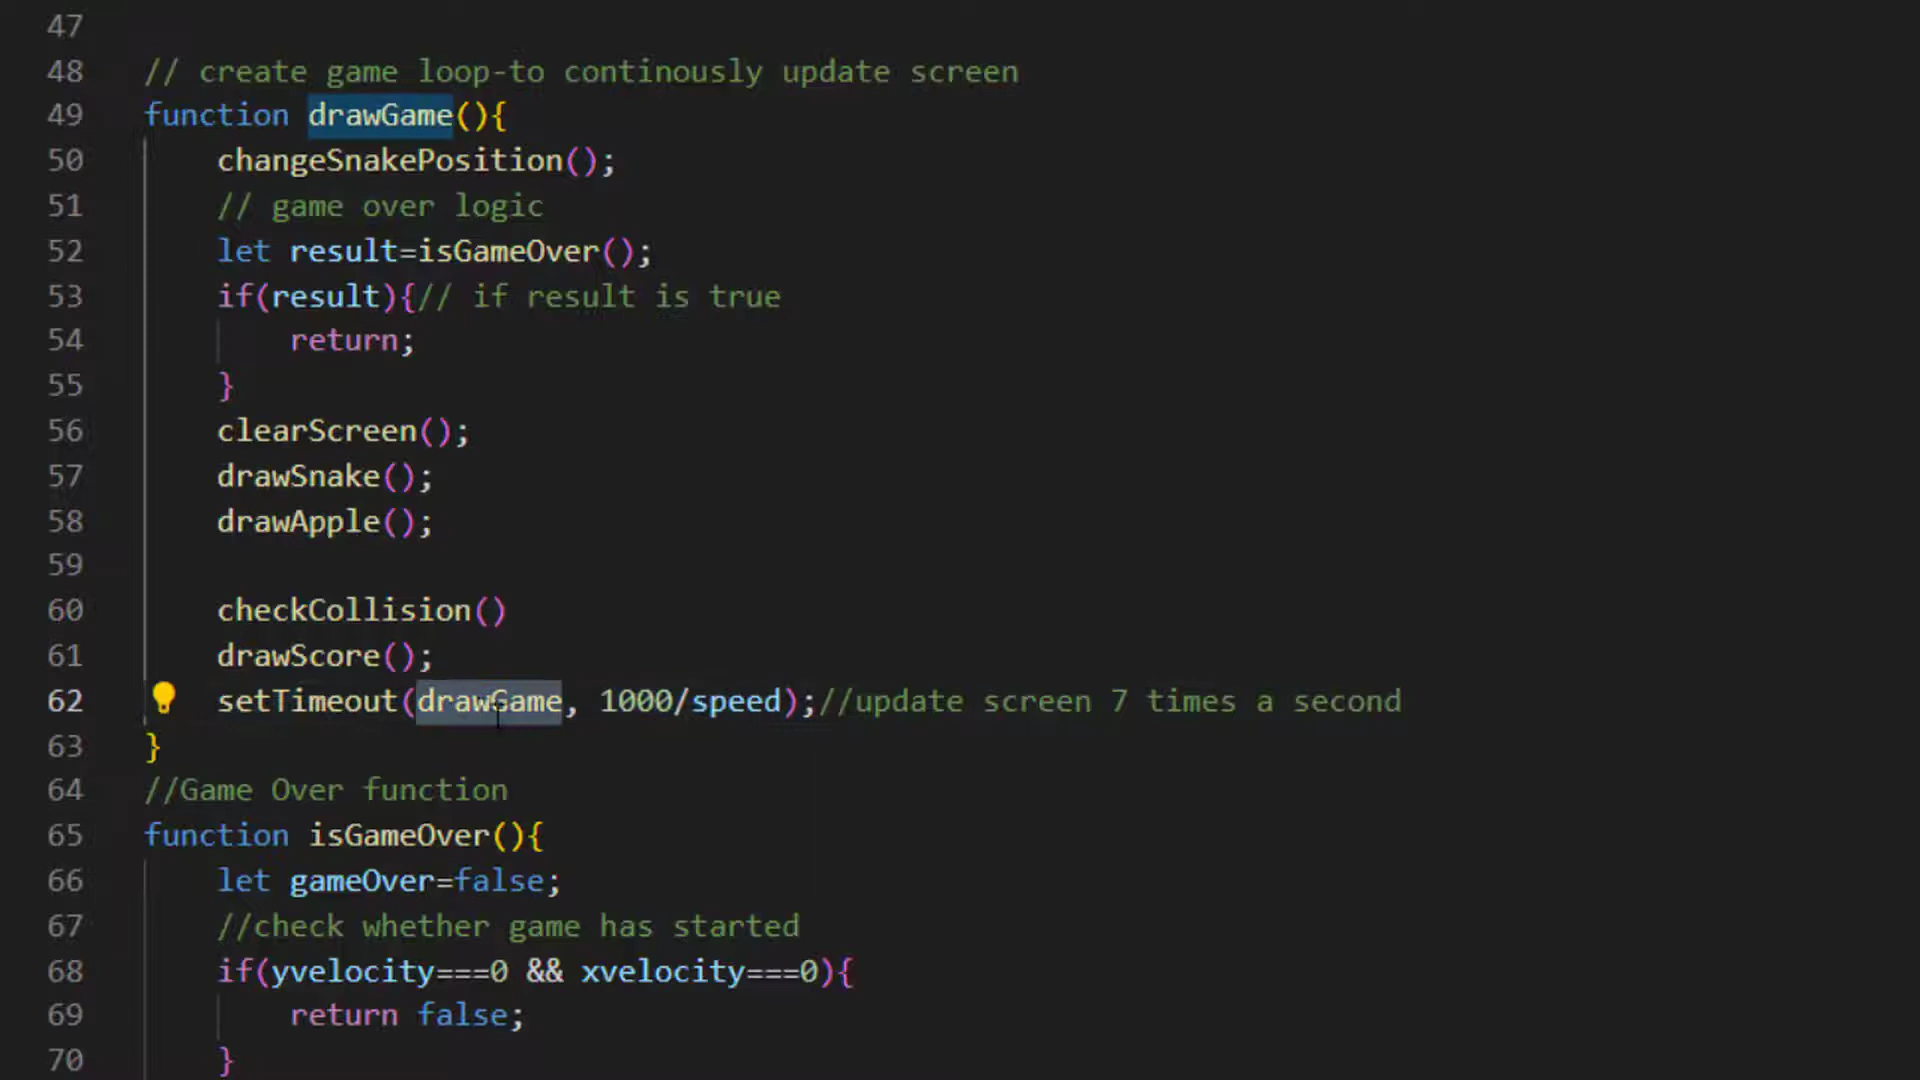 47
48 // create game loop-to continously update screen
49 function drawGame(){
50 changeSnakePosition();
51 // game over logic
52 let result=isGameOver();
53 if(result){// if result is true
54 return;
55 }
56 clearScreen();
57 drawSnake();
58 drawApple();
59
60 checkCollision()
61 drawScore();
62 setTimeout(drawGame, 1000/speed);//update screen 7 times a second
63 }
64 //Game Over function
65 function isGameOver(){
66 let gameOver=false;
67 //check whether game has started
68 if(yvelocity===0 && xvelocity===0){
69 return false;
70 }